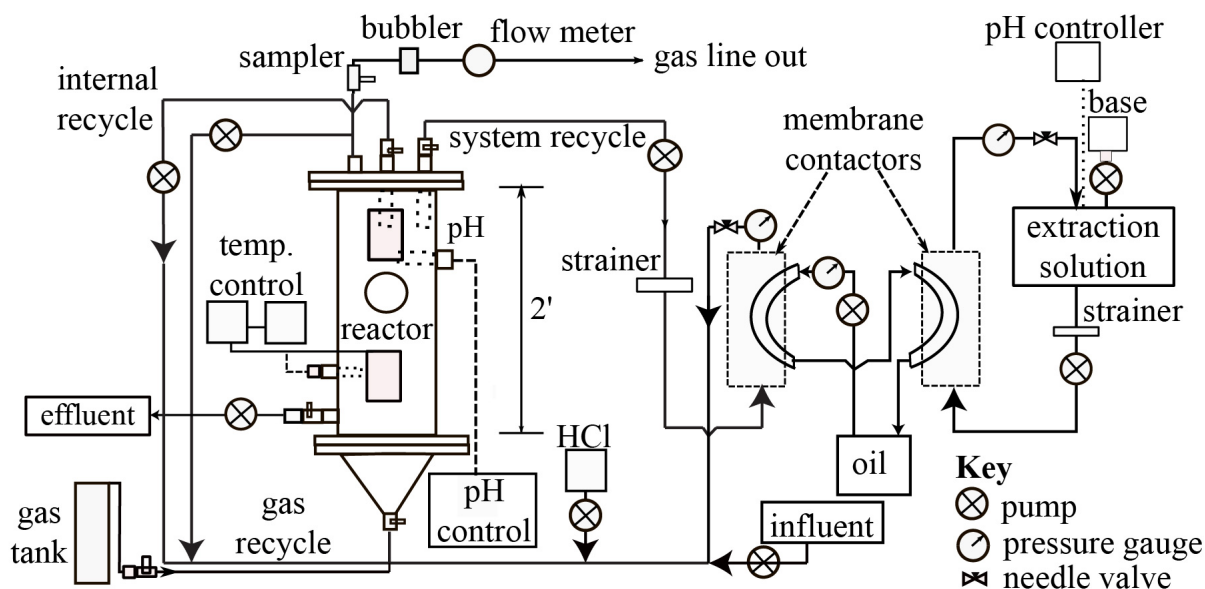 bubbler
flow meter
sampler
gas line out
pH controller
internal
recycle
base
system recycle
membrane
contactors
pH
extraction
solution
temp.
control
strainer
2'
reactor
strainer
effluent
HCl
oil
Key
pump
pressure gauge
needle valve
gas
tank
gas
recycle
pH
control
influent